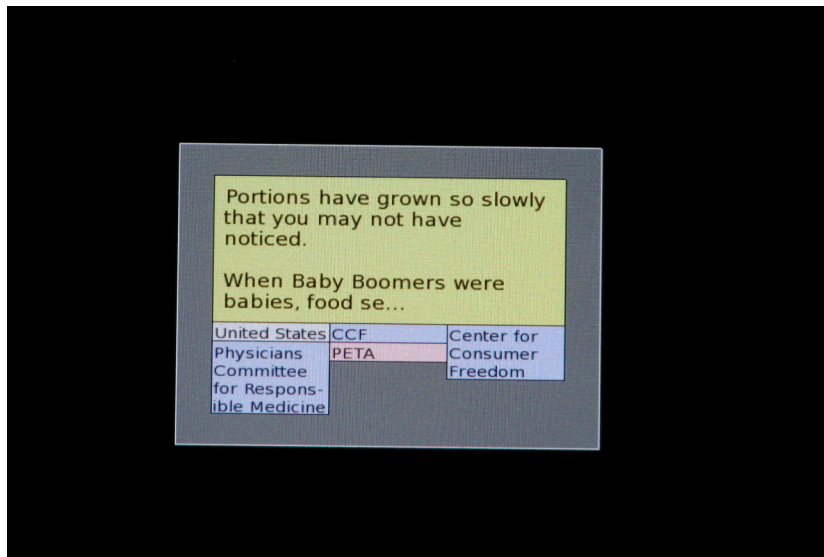 Portions have grown so slowly
that you may not have
noticed.
When Baby Boomers were
babies, food se...
United States
CCF
Center for
Consumer
Freedom
Physicians
Committee
for Respons-
ible Medicine
PETA